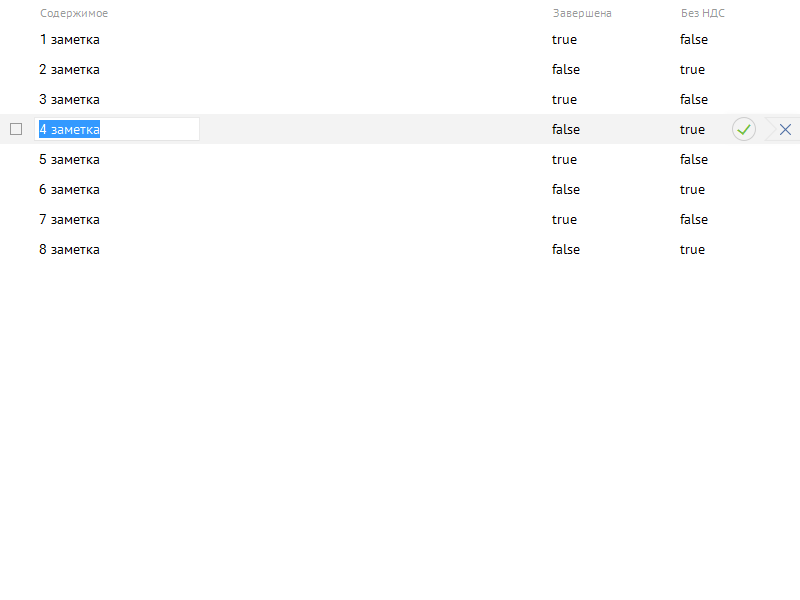 Содержимое Завершена Без НДС
1 заметка true false
2 заметка false true
3 заметка true false
4 заметка false true
5 заметка true false
6 заметка false true
7 заметка true false
8 заметка false true